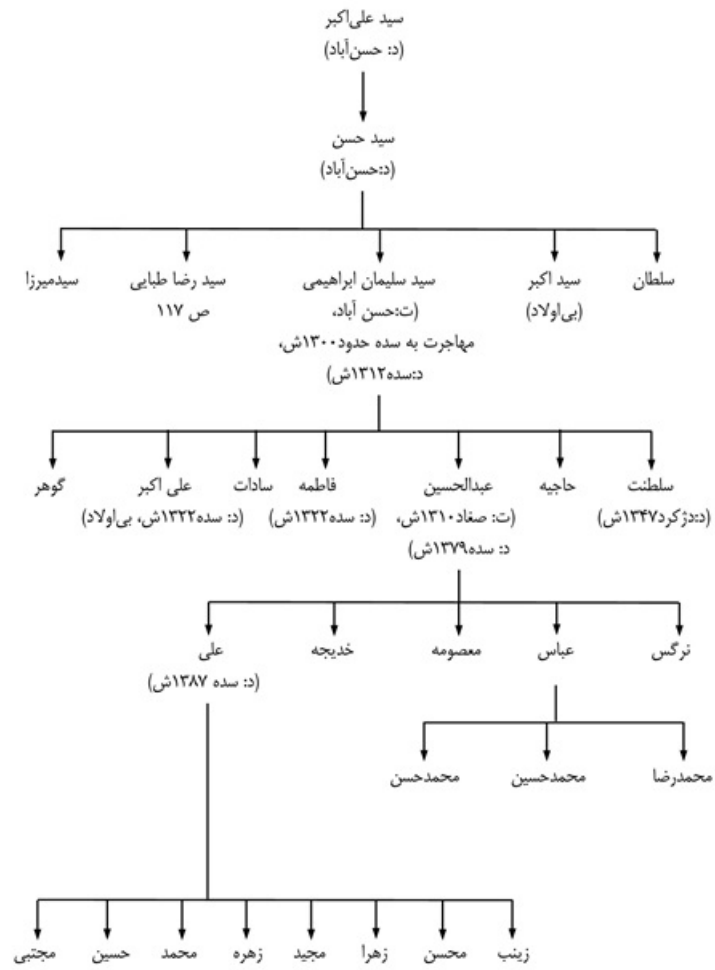 سید علی‌اکبر
(د: حسن‌آباد)
سید حسن
(د:حسن‌آباد)
سلطان
سید اکبر
(بی‌اولاد)
سید سلیمان ابراهیمی
(ت:حسن آباد،
مهاجرت به سده حدود۱۳۰۰ش،
د:سده۱۳۱۲ش)
سید رضا طبایی
ص ۱۱۷
سیدمیرزا
سلطنت
(د:دژکرد۱۳۴۷ش)
حاجیه
عبدالحسین
(ت: صغاد۱۳۱۰ش،
د: سده۱۳۷۹ش)
فاطمه
(د: سده۱۳۲۲ش)
سادات
علی اکبر
(د: سده۱۳۲۲ش، بی‌اولاد)
گوهر
نرگس
عباس
معصومه
خدیجه
علی
(د: سده ۱۳۸۷ش)
محمدرضا
محمدحسین
محمدحسن
زینب
محسن
زهرا
مجید
زهره
محمد
حسین
مجتبی